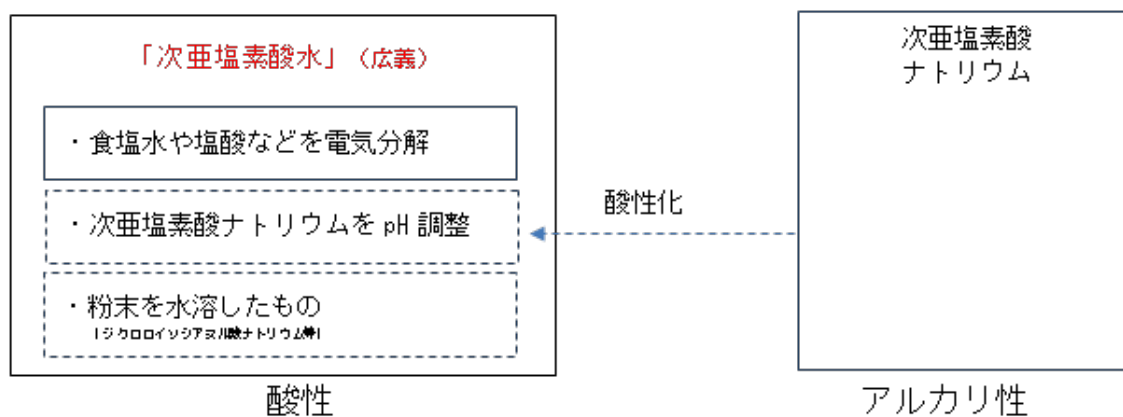 「次亜塩素酸水」（広義）
・食塩水や塩酸などを電気分解
・次亜塩素酸ナトリウムを pH 調整
・粉末を水溶したもの
「ジクロロイソシアヌル酸ナトリウム等」
酸性
酸性化
次亜塩素酸
ナトリウム
アルカリ性